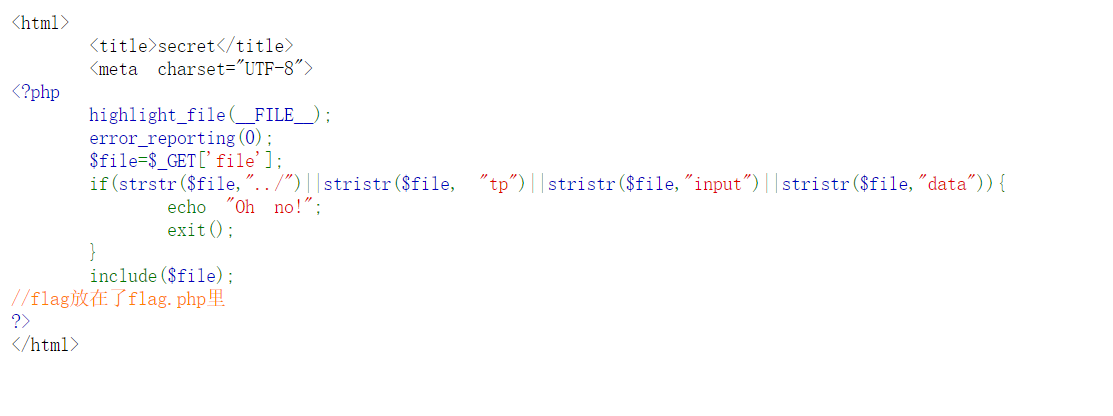 <html>
<title>secret</title>
<meta charset="UTF-8">
<?php
highlight_file(__FILE__);
error_reporting(0);
$file=$_GET['file'];
if(strstr($file,"../")||stristr($file, "tp")||stristr($file,"input")||stristr($file,"data")){
echo "Oh no!";
exit();
}
include($file);
//flag放在了flag.php里
?>
</html>